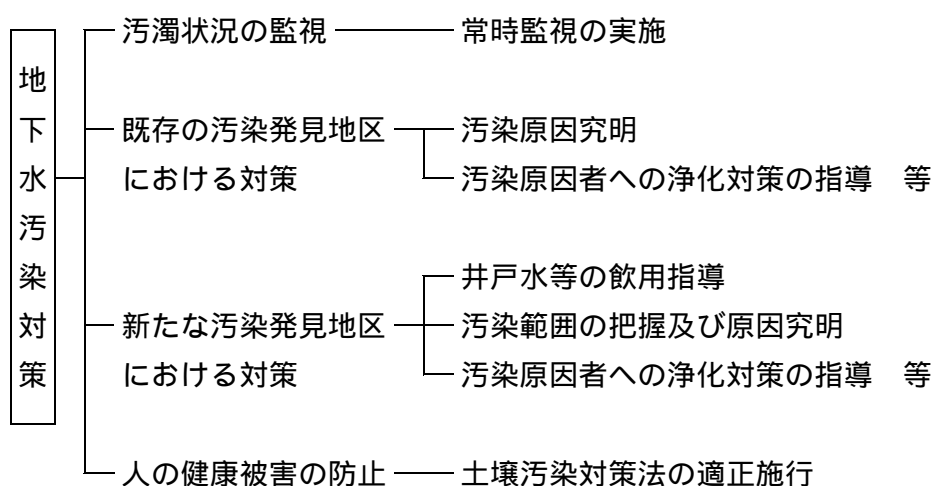 地下水汚染対策
汚濁状況の監視
常時監視の実施
既存の汚染発見地区
における対策
汚染原因究明
汚染原因者への浄化対策の指導　等
新たな汚染発見地区
における対策
井戸水等の飲用指導
汚染範囲の把握及び原因究明
汚染原因者への浄化対策の指導　等
人の健康被害の防止
土壌汚染対策法の適正施行